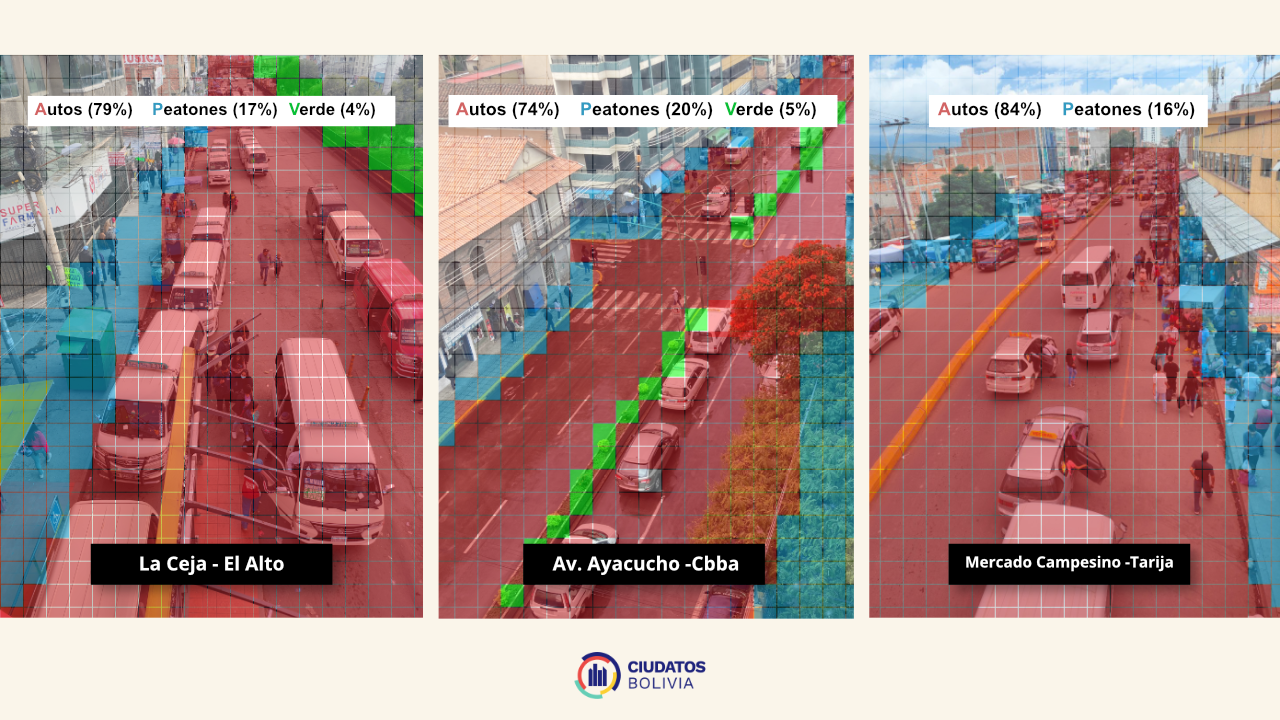 USICA
Autos (79%) Peatones (17%) Verde (4%)
SUPER
FARMACIA
La Ceja - El Alto
Autos (74%) Peatones (20%) Verde (5%)
Av. Ayacucho -Cbba
Autos (84%) Peatones (16%)
Mercado Campesino -Tarija
CIUDATOS
BOLIVIA